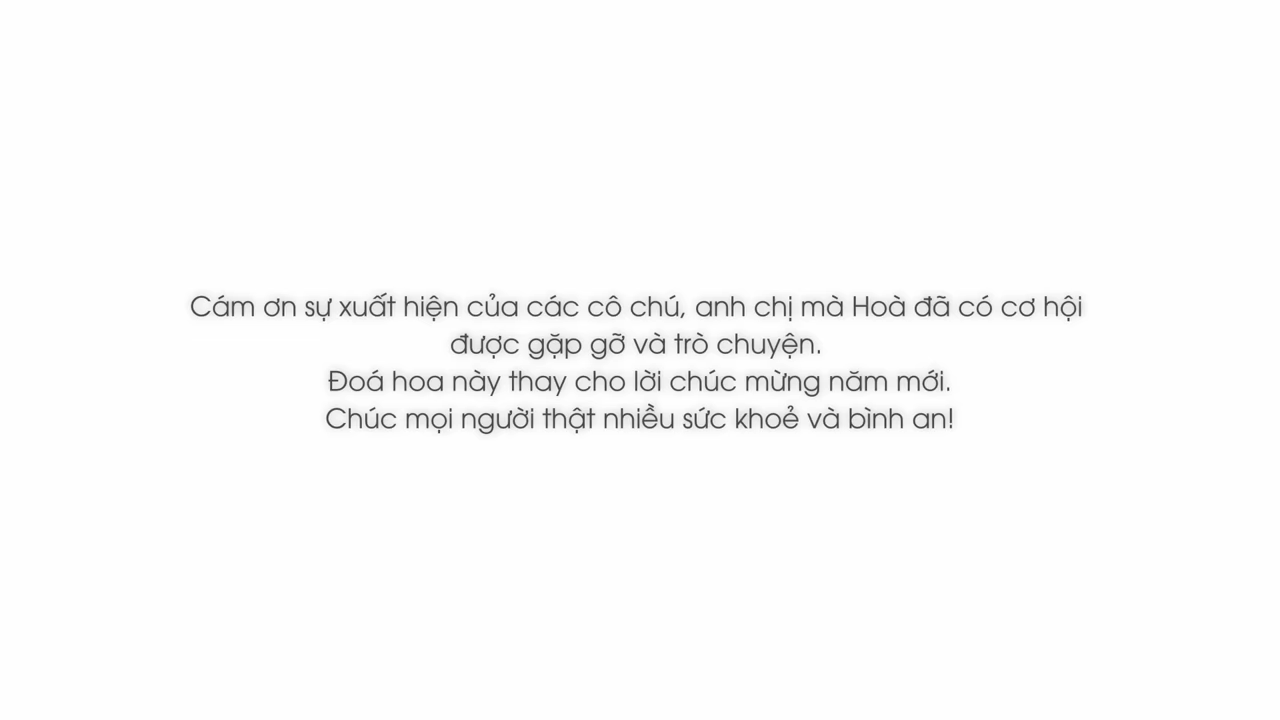 Cám ơn sự xuất hiện của các cô chú, anh chị mà Hoà đã có cơ hội
được gặp gỡ và trò chuyện.
Đoá hoa này thay cho lời chúc mừng năm mới.
Chúc mọi người thật nhiều sức khoẻ và bình an!